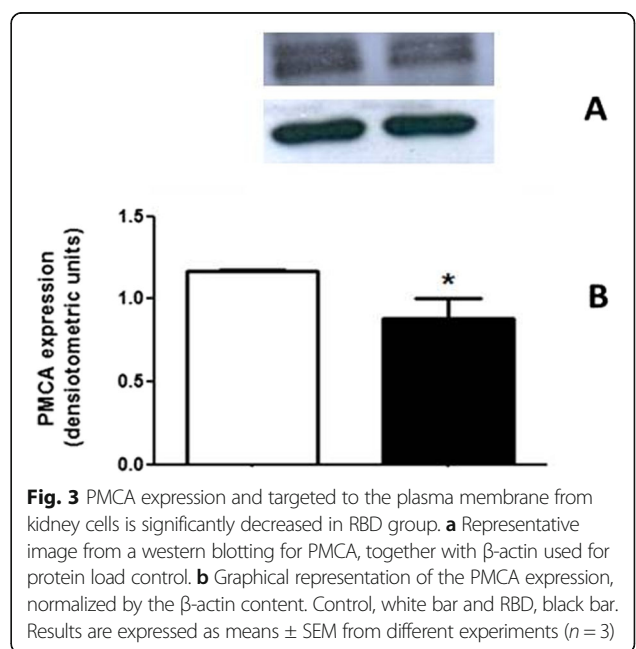 A
1.5
1.0
0.5
0.0
PMCA expression
(densiotometric units)
*
B
Fig. 3 PMCA expression and targeted to the plasma membrane from
kidney cells is significantly decreased in RBD group. a Representative
image from a western blotting for PMCA, together with β-actin used for
protein load control. b Graphical representation of the PMCA expression,
normalized by the β-actin content. Control, white bar and RBD, black bar.
Results are expressed as means ± SEM from different experiments (n = 3)